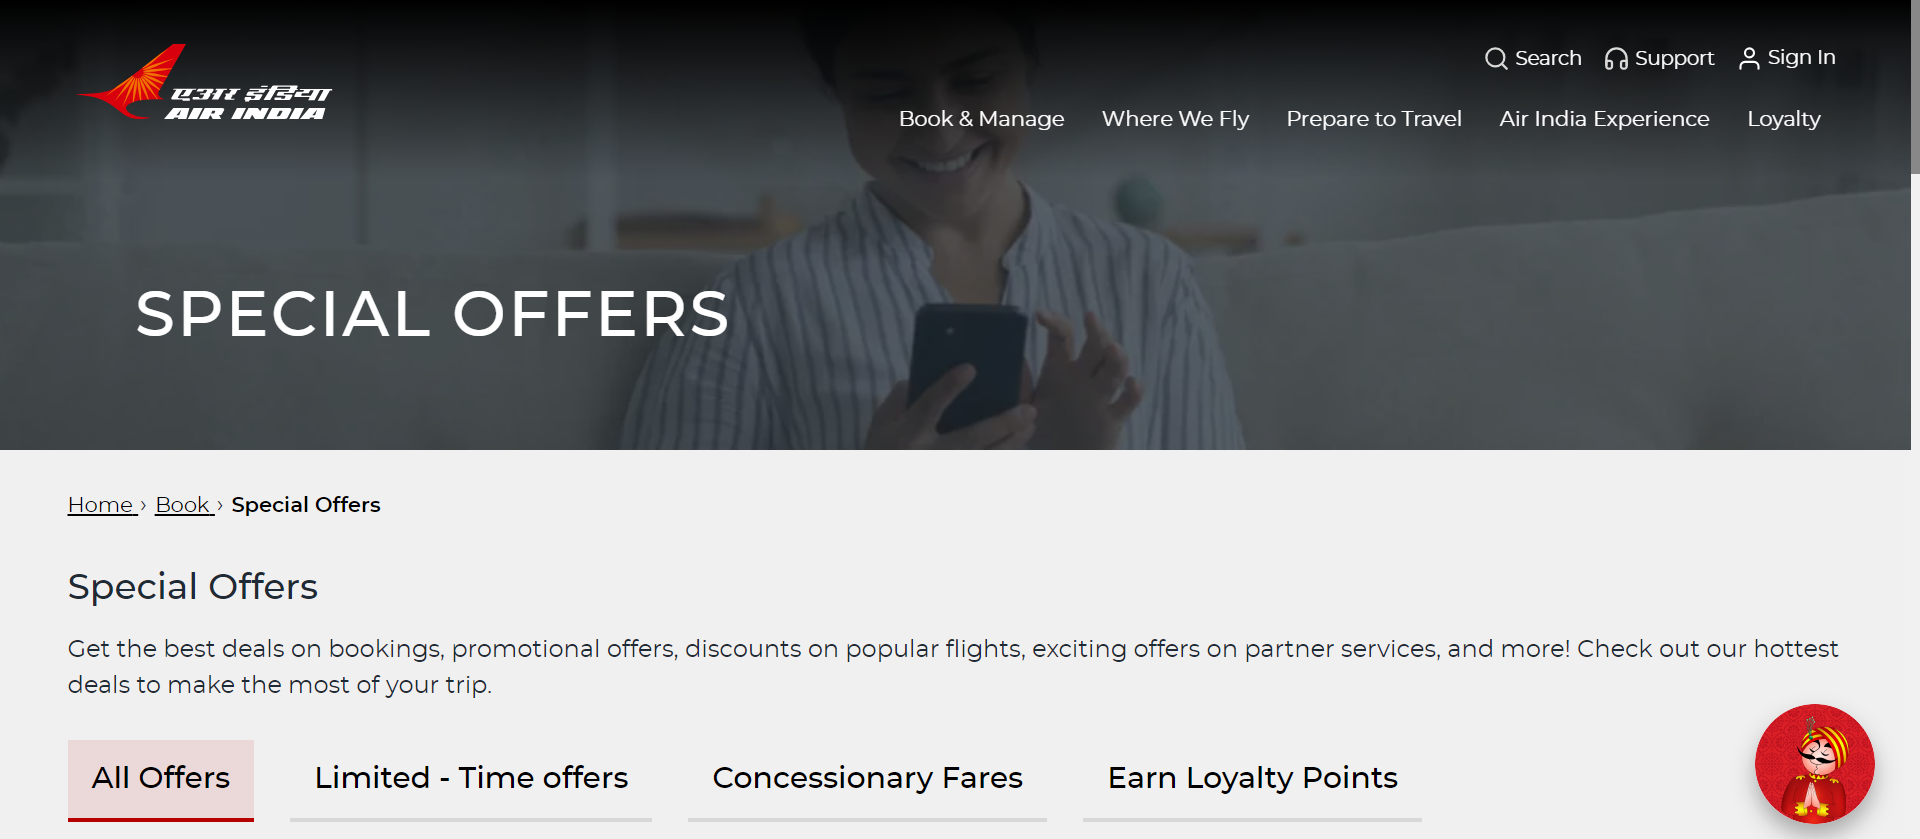 एअर इंडिया
AIR INDIA
Search Support Sign In
Book & Manage Where We Fly Prepare to Travel Air India Experience Loyalty
SPECIAL OFFERS
Home › Book › Special Offers
Special Offers
Get the best deals on bookings, promotional offers, discounts on popular flights, exciting offers on partner services, and more! Check out our hottest
deals to make the most of your trip.
All Offers Limited - Time offers Concessionary Fares Earn Loyalty Points